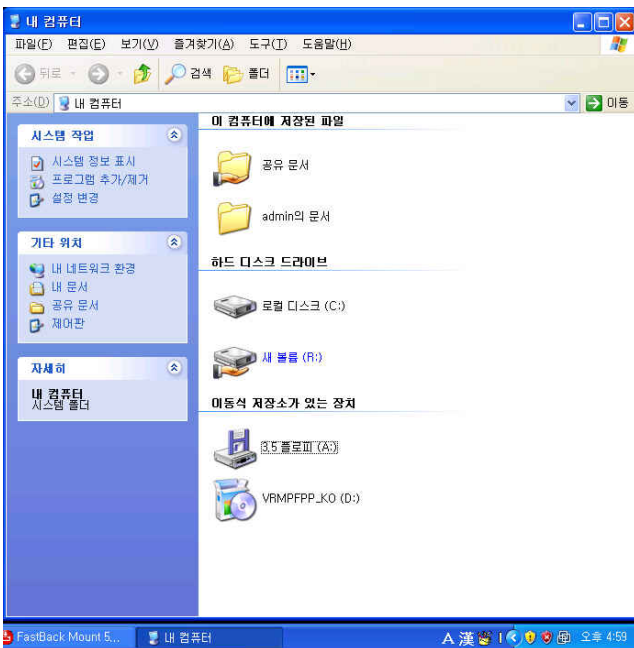 내 컴퓨터
파일(F) 편집(E) 보기(V) 즐겨찾기(A) 도구(T) 도움말(H)
뒤로 검색 폴더
주소(D) 내 컴퓨터 이동
시스템 작업
시스템 정보 표시
프로그램 추가/제거
설정 변경
기타 위치
내 네트워크 환경
내 문서
공유 문서
제어판
자세히
내 컴퓨터
시스템 폴더
이 컴퓨터에 저장된 파일
공유 문서
admin의 문서
하드 디스크 드라이브
로컬 디스크 (C:)
새 볼륨 (R:)
이동식 저장소가 있는 장치
3.5 플로피 (A:)
VRMPFPP_KO (D:)
FastBack Mount 5... 내 컴퓨터 A 漢 오후 4:59